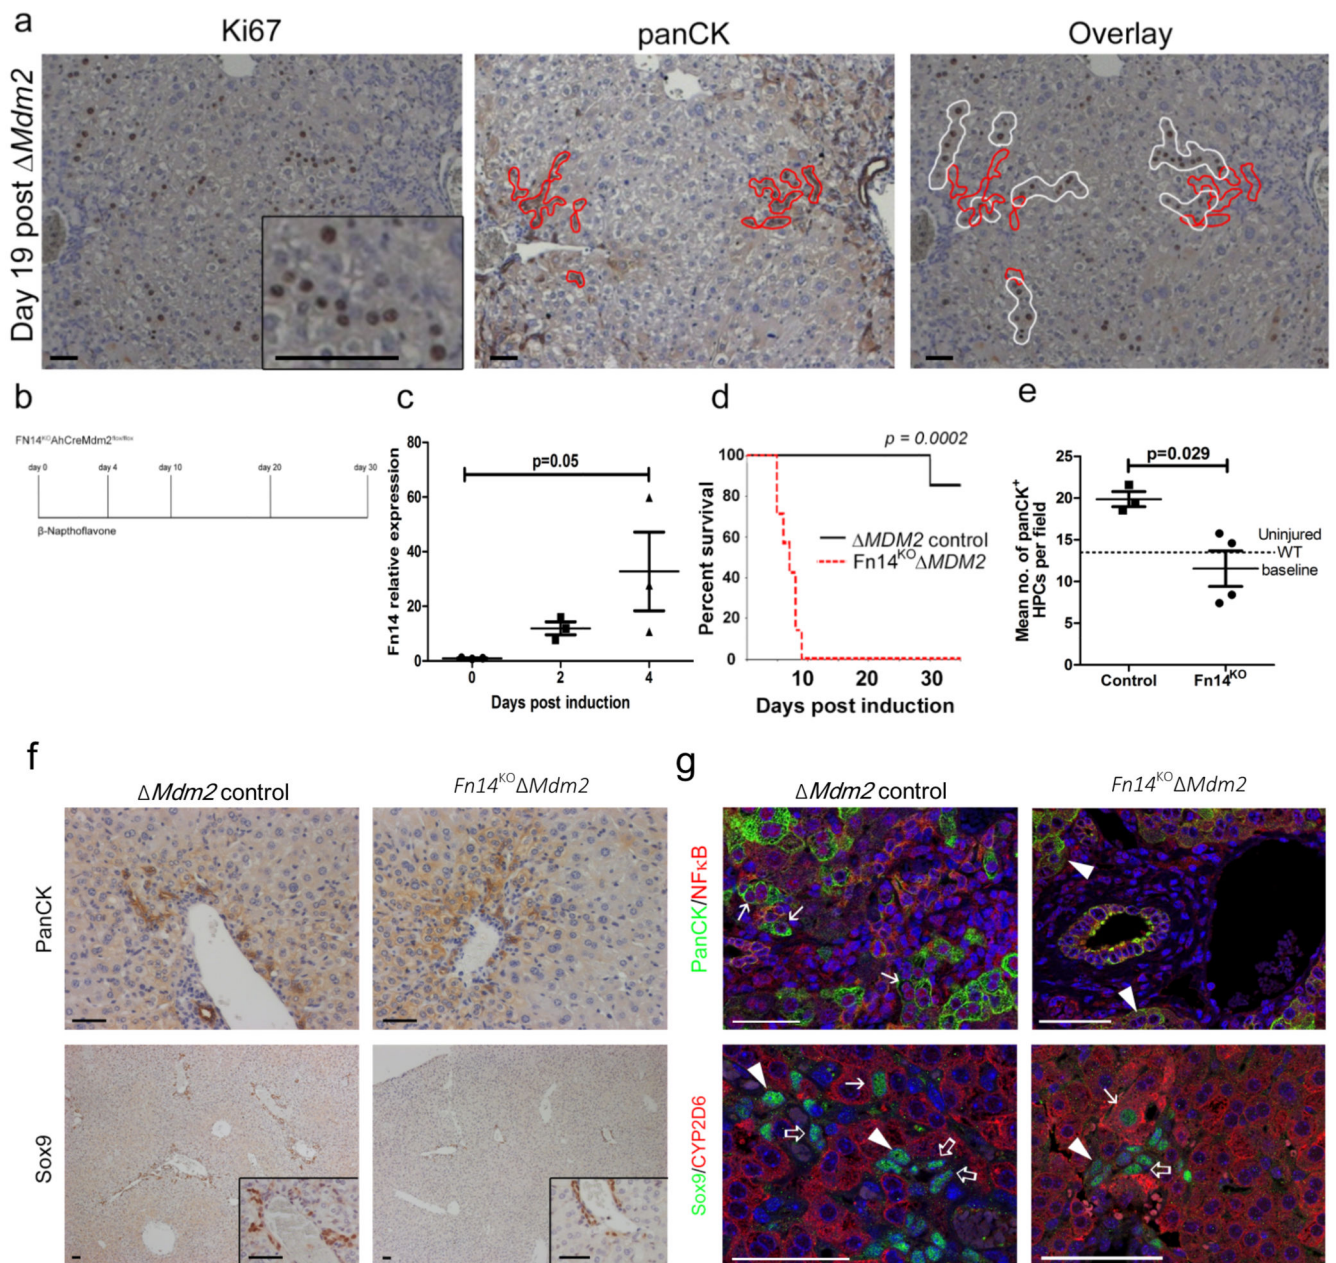 a
Ki67
panCK
Overlay
Day 19 post ΔMdm2
b
FN14ᴷᴼAhCreMdm2ᶠˡᵒˣ/ᶠˡᵒˣ
day 0
day 4
day 10
day 20
day 30
β-Napthoflavone
c
Fn14 relative expression
80
60
40
20
0
p=0.05
0
2
4
Days post induction
d
p = 0.0002
Percent survival
100
80
60
40
20
0
ΔMDM2 control
Fn14ᴷᴼΔMDM2
10
20
30
Days post induction
e
Mean no. of panCK⁺
HPCs per field
25
20
15
10
5
0
p=0.029
Uninjured
WT
baseline
Control
Fn14ᴷᴼ
f
ΔMdm2 control
Fn14ᴷᴼΔMdm2
PanCK
Sox9
g
ΔMdm2 control
Fn14ᴷᴼΔMdm2
PanCK/NFκB
Sox9/CYP2D6